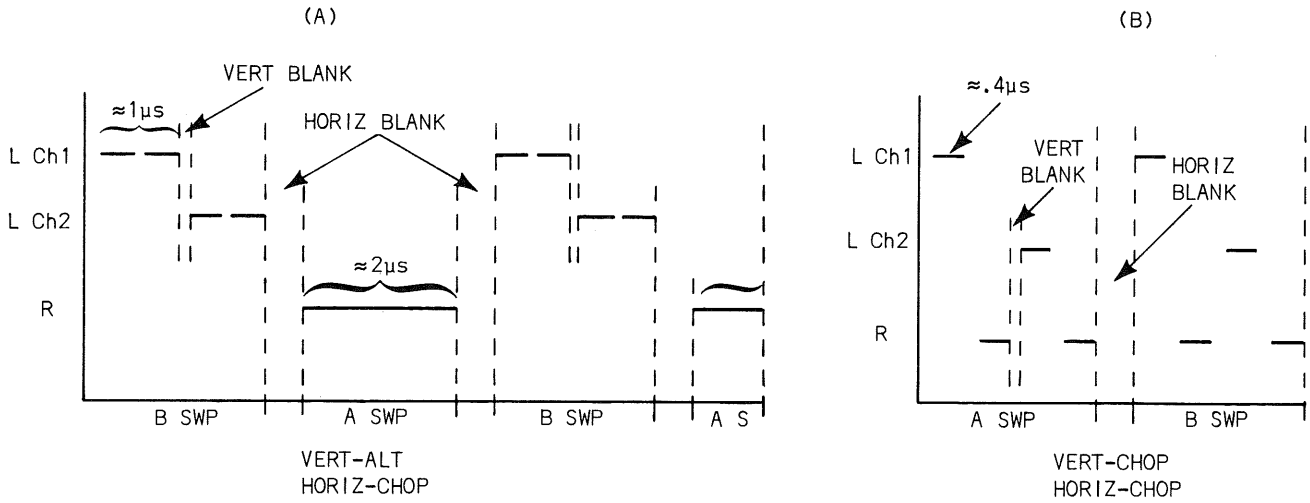 (A)
VERT BLANK
≈1µs
HORIZ BLANK
L Ch1
L Ch2
≈2µs
R
B SWP
A SWP
B SWP
A S
VERT-ALT
HORIZ-CHOP
(B)
≈.4µs
L Ch1
VERT
BLANK
HORIZ
BLANK
L Ch2
R
A SWP
B SWP
VERT-CHOP
HORIZ-CHOP